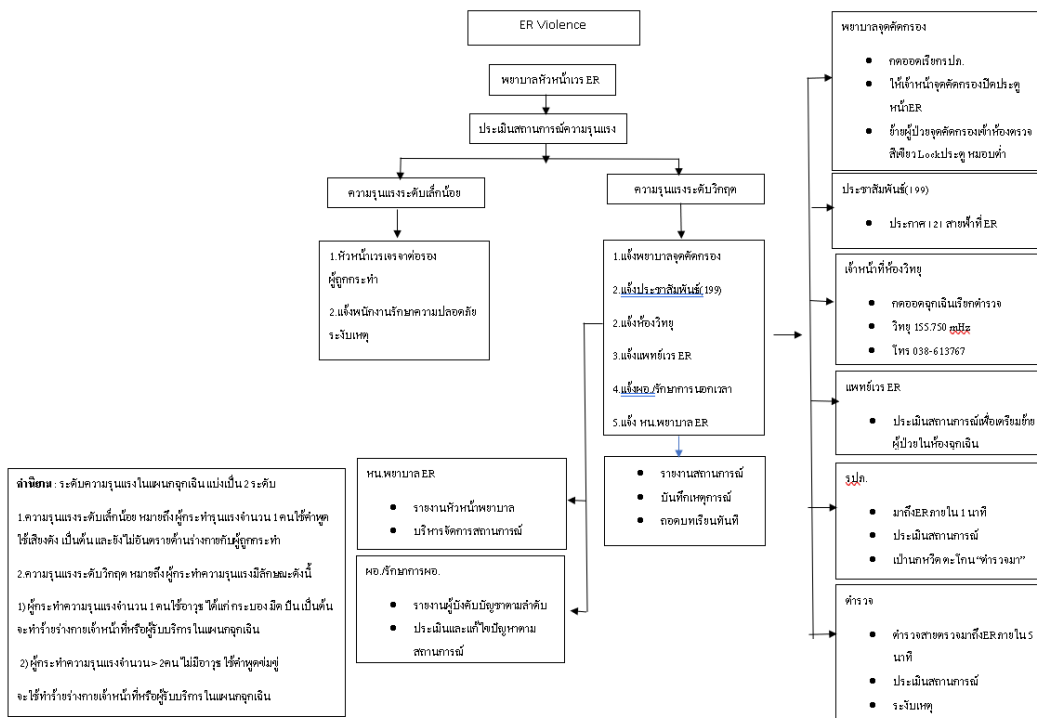 ER Violence
พยาบาลหัวหน้าเวร ER
ประเมินสถานการณ์ความรุนแรง
ความรุนแรงระดับเล็กน้อย
ความรุนแรงระดับวิกฤต
1.หัวหน้าเวรเจรจาต่อรอง
ผู้ถูกกระทำ
2.แจ้งพนักงานรักษาความปลอดภัย
ระงับเหตุ
1.แจ้งพยาบาลจุดคัดกรอง
2.แจ้งประชาสัมพันธ์(199)
2.แจ้งห้องวิทยุ
3.แจ้งแพทย์เวร ER
4.แจ้งผอ./รักษาการนอกเวลา
5.แจ้ง หน.พยาบาล ER
รายงานสถานการณ์
บันทึกเหตุการณ์
ถอดบทเรียนทันที
หน.พยาบาล ER
รายงานหัวหน้าพยาบาล
บริหารจัดการสถานการณ์
ผอ./รักษาการผอ.
รายงานผู้บังคับบัญชาตามลำดับ
ประเมินและแก้ไขปัญหาตาม
สถานการณ์
พยาบาลจุดคัดกรอง
กดออดเรียกรปภ.
ให้เจ้าหน้าจุดคัดกรองปิดประตู
หน้าER
ย้ายผู้ป่วยจุดคัดกรองเข้าห้องตรวจ
สีเขียว Lockประตู หมอบต่ำ
ประชาสัมพันธ์(199)
ประกาศ 121 สายฟ้าที่ ER
เจ้าหน้าที่ห้องวิทยุ
กดออดฉุกเฉินเรียกตำรวจ
วิทยุ 155.750 mHz
โทร 038-613767
แพทย์เวร ER
ประเมินสถานการณ์เพื่อเตรียมย้าย
ผู้ป่วยในห้องฉุกเฉิน
รปภ.
มาถึงERภายใน 1 นาที
ประเมินสถานการณ์
เป่านกหวีด ตะโกน "ตำรวจมา"
ตำรวจ
ตำรวจสายตรวจมาถึงERภายใน 5
นาที
ประเมินสถานการณ์
ระงับเหตุ
คำนิยาม : ระดับความรุนแรงในแผนกฉุกเฉิน แบ่งเป็น 2 ระดับ
1.ความรุนแรงระดับเล็กน้อย หมายถึง ผู้กระทำรุนแรงจำนวน 1 คน ใช้คำพูด
ใช้เสียงดัง เป็นต้น และยังไม่อันตรายด้านร่างกายกับผู้ถูกกระทำ
2.ความรุนแรงระดับวิกฤต หมายถึง ผู้กระทำความรุนแรงมีลักษณะดังนี้
1) ผู้กระทำความรุนแรงจำนวน 1 คน ใช้อาวุธ ได้แก่ กระบอง มีด ปืน เป็นต้น
จะทำร้ายร่างกายเจ้าหน้าที่หรือผู้รับบริการ ในแผนกฉุกเฉิน
2) ผู้กระทำความรุนแรงจำนวน > 2คน ไม่มีอาวุธ ใช้คำพูดข่มขู่
จะใช้ทำร้ายร่างกายเจ้าหน้าที่หรือผู้รับบริการ ในแผนกฉุกเฉิน